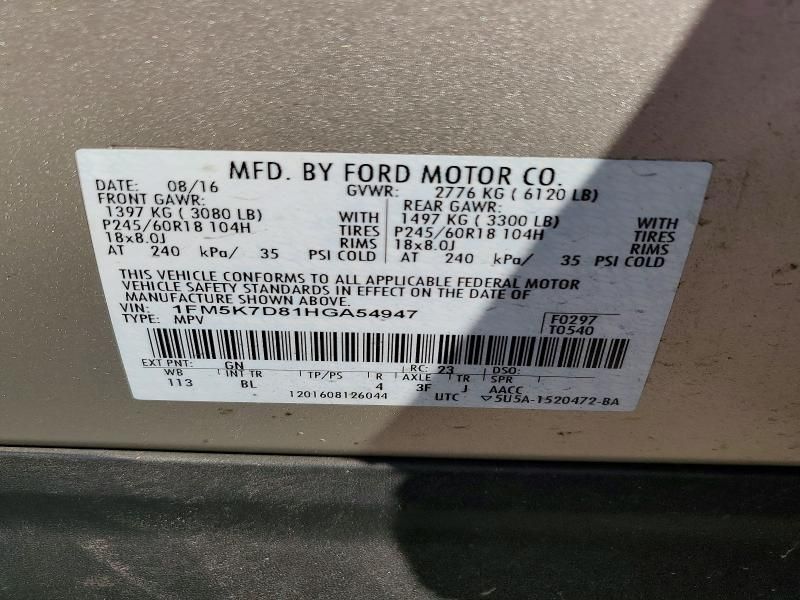 MFD. BY FORD MOTOR CO.
DATE: 08/16 GVWR: 2776 KG ( 6120 LB)
FRONT GAWR: REAR GAWR:
1397 KG ( 3080 LB) WITH 1497 KG ( 3300 LB) WITH
P245/60R18 104H TIRES P245/60R18 104H TIRES
18x8.0J RIMS 18x8.0J RIMS
AT 240 kPa/ 35 PSI COLD AT 240 kPa/ 35 PSI COLD
THIS VEHICLE CONFORMS TO ALL APPLICABLE FEDERAL MOTOR
VEHICLE SAFETY STANDARDS IN EFFECT ON THE DATE OF
MANUFACTURE SHOWN ABOVE.
VIN: 1FM5K7D81HGA54947 F0297
TYPE: MPV T0540
EXT PNT: GN RC: 23 DSO:
WB INT TR TP/PS R AXLE TR SPR
113 BL 4 3F J AACC
1201608126044 UTC ▽5U5A-1520472-BA